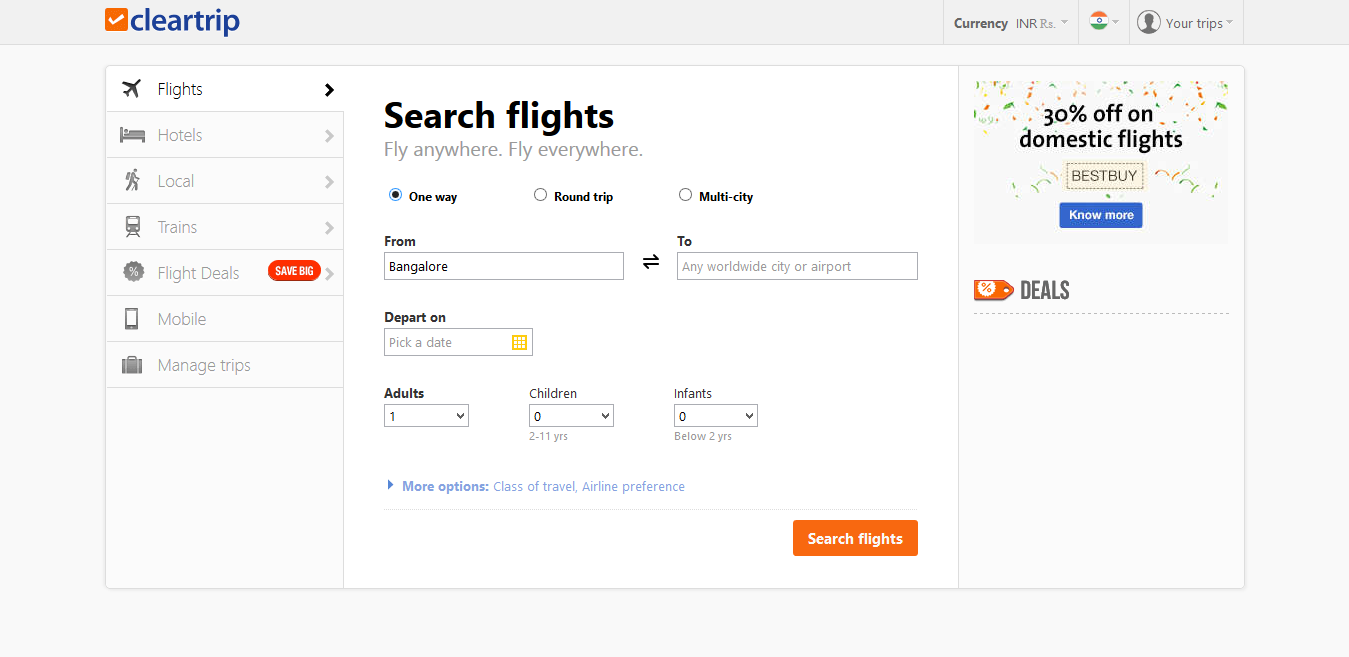 cleartrip
Currency INR Rs.
Your trips
Flights
Hotels
Local
Trains
Flight Deals SAVE BIG
Mobile
Manage trips
Search flights
Fly anywhere. Fly everywhere.
One way Round trip Multi-city
From To
Bangalore Any worldwide city or airport
Depart on
Pick a date
Adults Children Infants
1 0 0
2-11 yrs Below 2 yrs
More options: Class of travel, Airline preference
Search flights
30% off on
domestic flights
BESTBUY
Know more
% DEALS